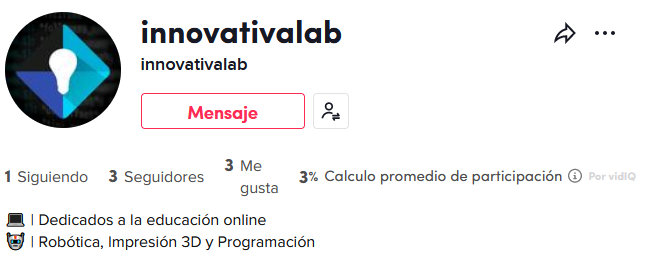 innovativalab
innovativalab
Mensaje
1 Siguiendo 3 Seguidores 3 Me gusta 3% Calculo promedio de participación Por vidIQ
| Dedicados a la educación online
| Robótica, Impresión 3D y Programación